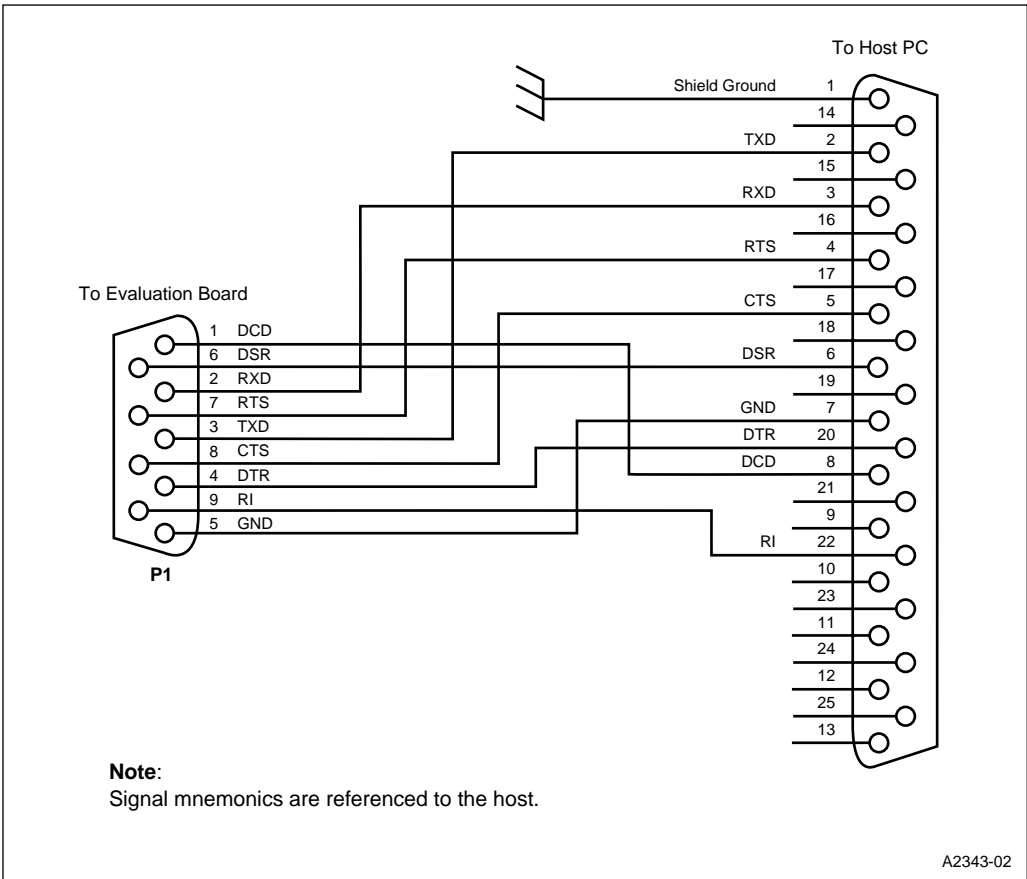 To Host PC
Shield Ground 1
14
TXD 2
15
RXD 3
16
RTS 4
17
CTS 5
18
DSR 6
19
GND 7
DTR 20
DCD 8
21
9
RI 22
10
23
11
24
12
25
13
To Evaluation Board
1 DCD
6 DSR
2 RXD
7 RTS
3 TXD
8 CTS
4 DTR
9 RI
5 GND
P1
Note:
Signal mnemonics are referenced to the host.
A2343-02